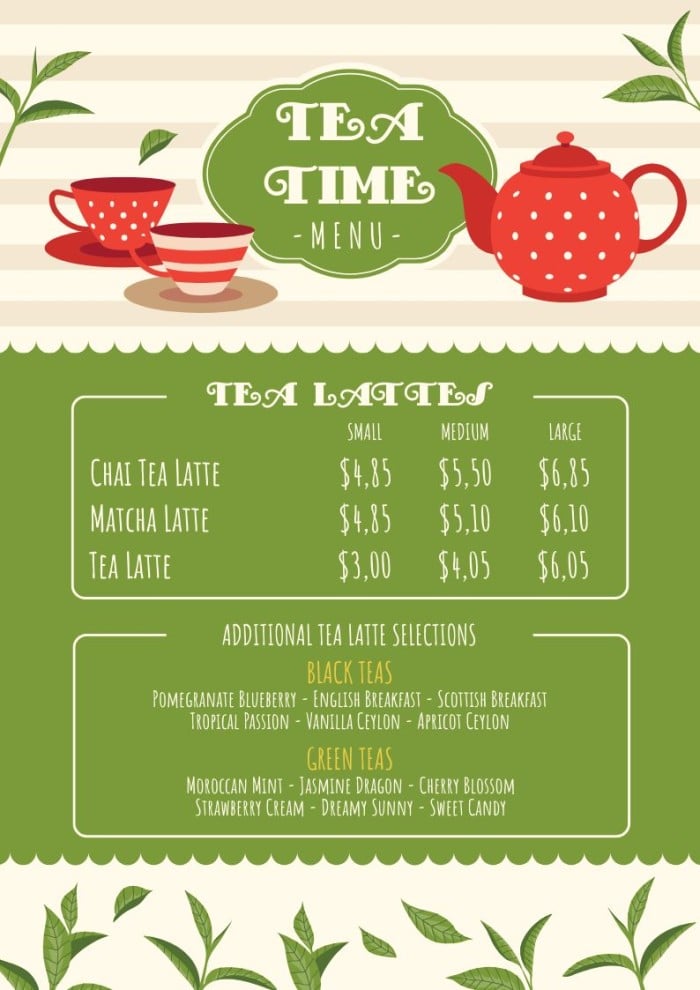 TEA
TIME
- MENU -
TEA LATTES
SMALL MEDIUM LARGE
CHAI TEA LATTE $4,85 $5,50 $6,85
MATCHA LATTE $4,85 $5,10 $6,10
TEA LATTE $3,00 $4,05 $6,05
ADDITIONAL TEA LATTE SELECTIONS
BLACK TEAS
POMEGRANATE BLUEBERRY - ENGLISH BREAKFAST - SCOTTISH BREAKFAST
TROPICAL PASSION - VANILLA CEYLON - APRICOT CEYLON
GREEN TEAS
MOROCCAN MINT - JASMINE DRAGON - CHERRY BLOSSOM
STRAWBERRY CREAM - DREAMY SUNNY - SWEET CANDY